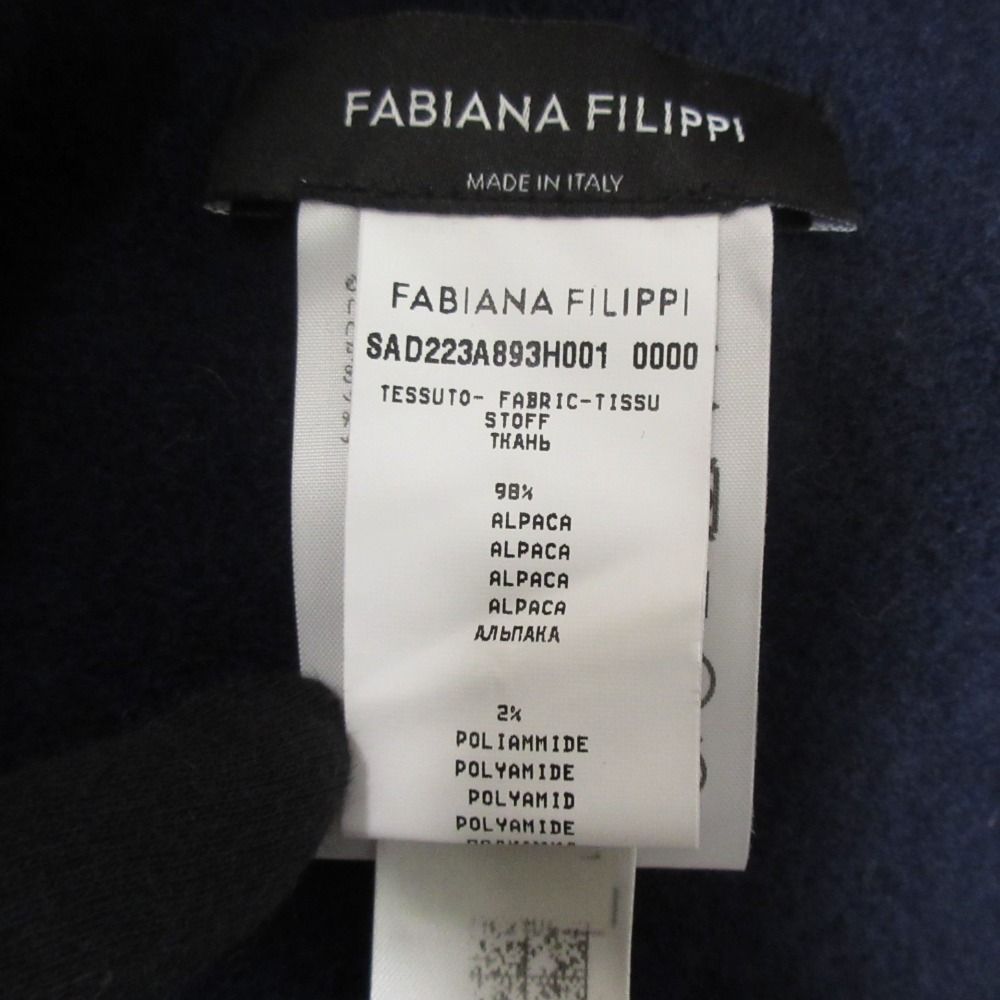 FABIANA FILIPPI
MADE IN ITALY
FABIANA FILIPPI
SAD223A893H001 0000
TESSUTO- FABRIC-TISSU
STOFF
ТКАНЬ
98%
ALPACA
ALPACA
ALPACA
ALPACA
АЛЬПАКА
2%
POLIAMMIDE
POLYAMIDE
POLYAMID
POLYAMIDE